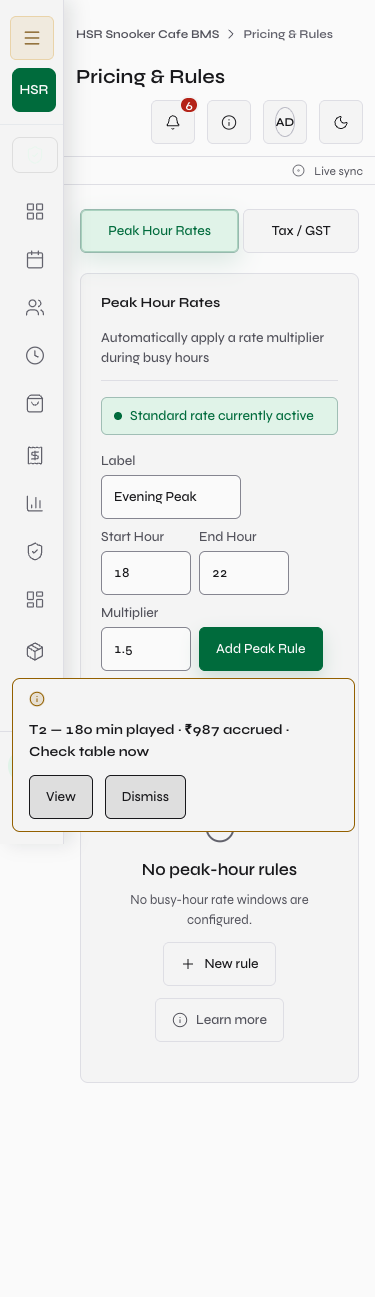 HSR
HSR Snooker Cafe BMS > Pricing & Rules
Pricing & Rules
6
AD
Live sync
Peak Hour Rates
Tax / GST
Peak Hour Rates
Automatically apply a rate multiplier
during busy hours
Standard rate currently active
Label
Evening Peak
Start Hour
End Hour
18
22
Multiplier
1.5
Add Peak Rule
T2 — 180 min played · ₹987 accrued ·
Check table now
View
Dismiss
No peak-hour rules
No busy-hour rate windows are
configured.
New rule
Learn more